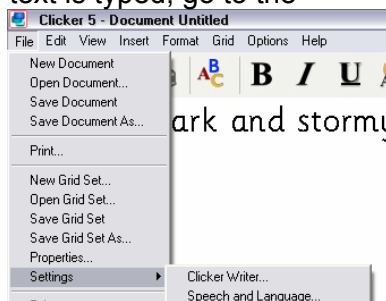 text is typed, go to the
Clicker 5 - Document Untitled
File Edit View Insert Format Grid Options Help
New Document
Open Document...
Save Document
Save Document As...
Print...
New Grid Set...
Open Grid Set...
Save Grid Set
Save Grid Set As...
Properties...
Settings
Clicker Writer...
Speech and Language...
ABC B I U
ark and stormy